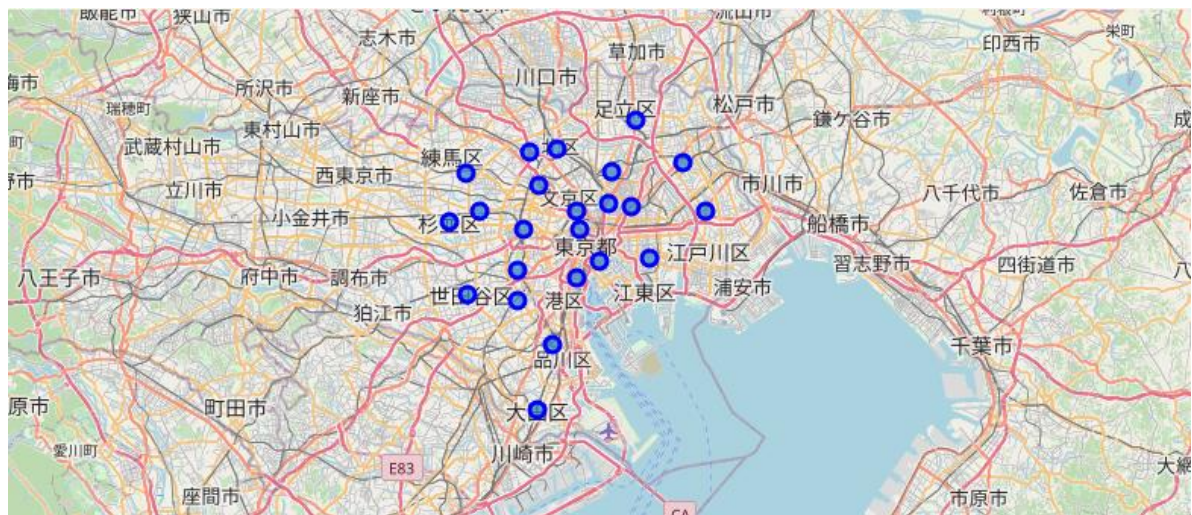 飯能市
狭山市
流山市
利根町
栄町
志木市
草加市
印西市
川口市
所沢市
新座市
足立区
松戸市
瑞穂町
鎌ケ谷市
東村山市
武蔵村山市
練馬区
西東京市
市川市
立川市
文京区
八千代市
佐倉市
小金井市
杉並区
船橋市
東京都
江戸川区
習志野市
四街道市
八王子市
府中市
調布市
世田谷区
港区
江東区
浦安市
狛江市
千葉市
品川区
町田市
大田区
愛川町
川崎市
E83
座間市
市原市
CA